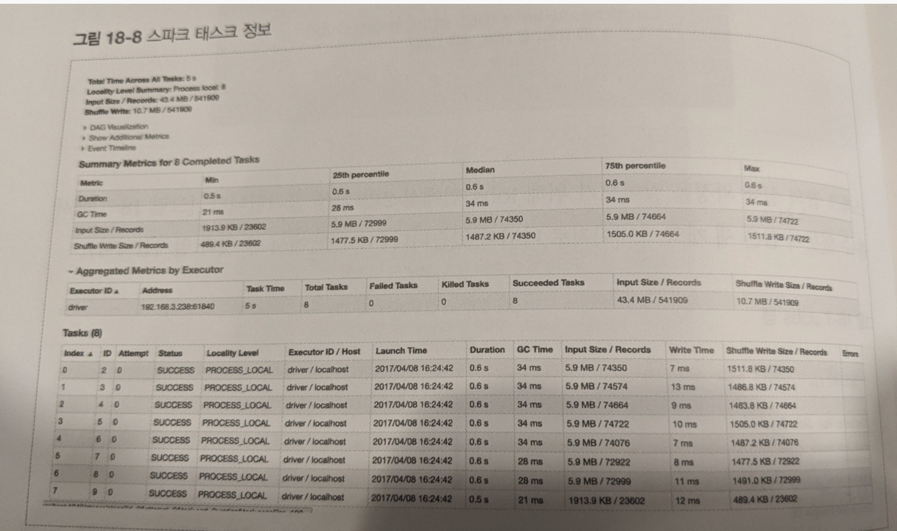 그림 18-8 스파크 태스크 정보
Total Time Across All Tasks: 5 s
Locality Level Summary: Process local: 8
Input Size / Records: 43.4 MB / 541909
Shuffle Write: 10.7 MB / 541909
DAG Visualization
Show Additional Metrics
Event Timeline
Summary Metrics for 8 Completed Tasks
Metric Min 25th percentile Median 75th percentile Max
Duration 0.5 s 0.6 s 0.6 s 0.6 s 0.6 s
GC Time 21 ms 28 ms 34 ms 34 ms 34 ms
Input Size / Records 1913.9 KB / 23602 5.9 MB / 72999 5.9 MB / 74350 5.9 MB / 74664 5.9 MB / 74722
Shuffle Write Size / Records 489.4 KB / 23602 1477.5 KB / 72999 1487.2 KB / 74350 1505.0 KB / 74664 1511.8 KB / 74722
Aggregated Metrics by Executor
Executor ID Address Task Time Total Tasks Failed Tasks Killed Tasks Succeeded Tasks Input Size / Records Shuffle Write Size / Records
driver 192.168.3.238:61840 5 s 8 0 0 8 43.4 MB / 541909 10.7 MB / 541909
Tasks (8)
Index ID Attempt Status Locality Level Executor ID / Host Launch Time Duration GC Time Input Size / Records Write Time Shuffle Write Size / Records Errors
0 2 0 SUCCESS PROCESS_LOCAL driver / localhost 2017/04/08 16:24:42 0.6 s 34 ms 5.9 MB / 74350 7 ms 1511.8 KB / 74350
1 3 0 SUCCESS PROCESS_LOCAL driver / localhost 2017/04/08 16:24:42 0.6 s 34 ms 5.9 MB / 74574 13 ms 1486.8 KB / 74574
2 4 0 SUCCESS PROCESS_LOCAL driver / localhost 2017/04/08 16:24:42 0.6 s 34 ms 5.9 MB / 74664 9 ms 1463.8 KB / 74664
3 5 0 SUCCESS PROCESS_LOCAL driver / localhost 2017/04/08 16:24:42 0.6 s 34 ms 5.9 MB / 74722 10 ms 1505.0 KB / 74722
4 6 0 SUCCESS PROCESS_LOCAL driver / localhost 2017/04/08 16:24:42 0.6 s 34 ms 5.9 MB / 74076 7 ms 1487.2 KB / 74076
5 7 0 SUCCESS PROCESS_LOCAL driver / localhost 2017/04/08 16:24:42 0.6 s 28 ms 5.9 MB / 72922 8 ms 1477.5 KB / 72922
6 8 0 SUCCESS PROCESS_LOCAL driver / localhost 2017/04/08 16:24:42 0.6 s 28 ms 5.9 MB / 72999 11 ms 1491.0 KB / 72999
7 9 0 SUCCESS PROCESS_LOCAL driver / localhost 2017/04/08 16:24:42 0.5 s 21 ms 1913.9 KB / 23602 12 ms 489.4 KB / 23602